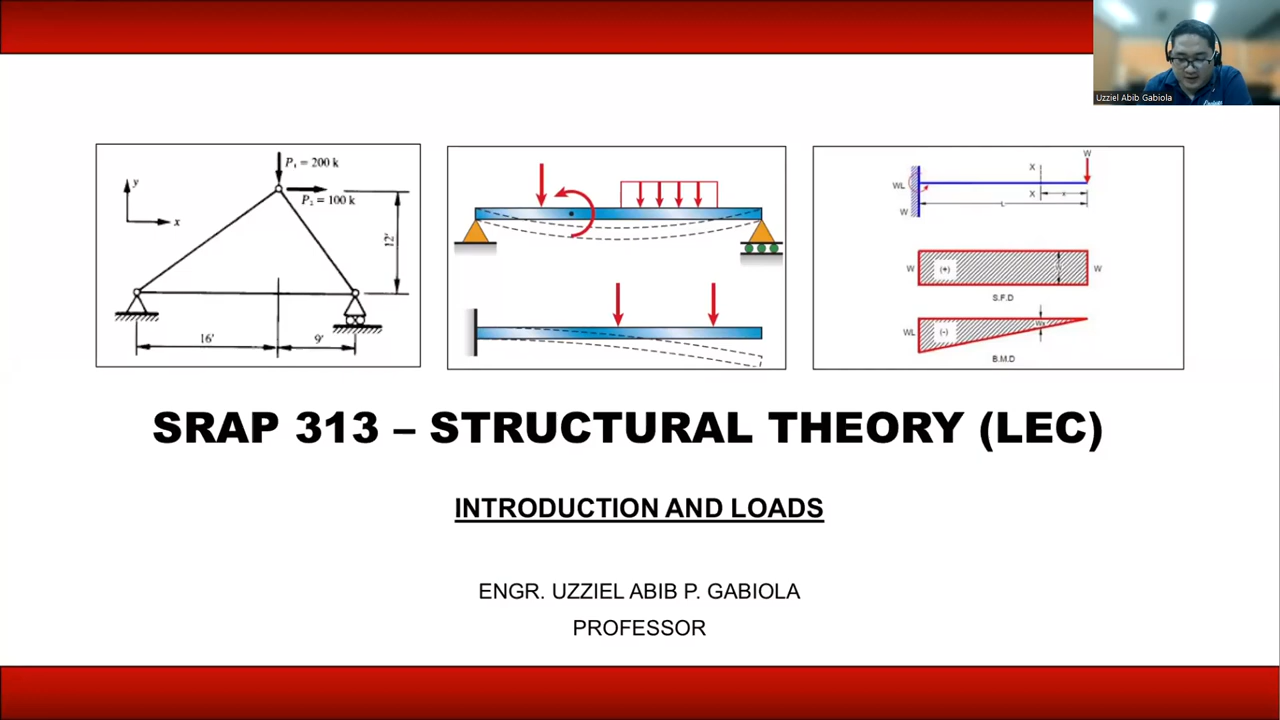 Uzziel Abib Gabiola
P₁ = 200 k
P₂ = 100 k
y
x
12'
16'
9'
W
X
WL
X
x
W
L
W
(+)
W
S.F.D
WL
(-)
B.M.D
SRAP 313 – STRUCTURAL THEORY (LEC)
INTRODUCTION AND LOADS
ENGR. UZZIEL ABIB P. GABIOLA
PROFESSOR